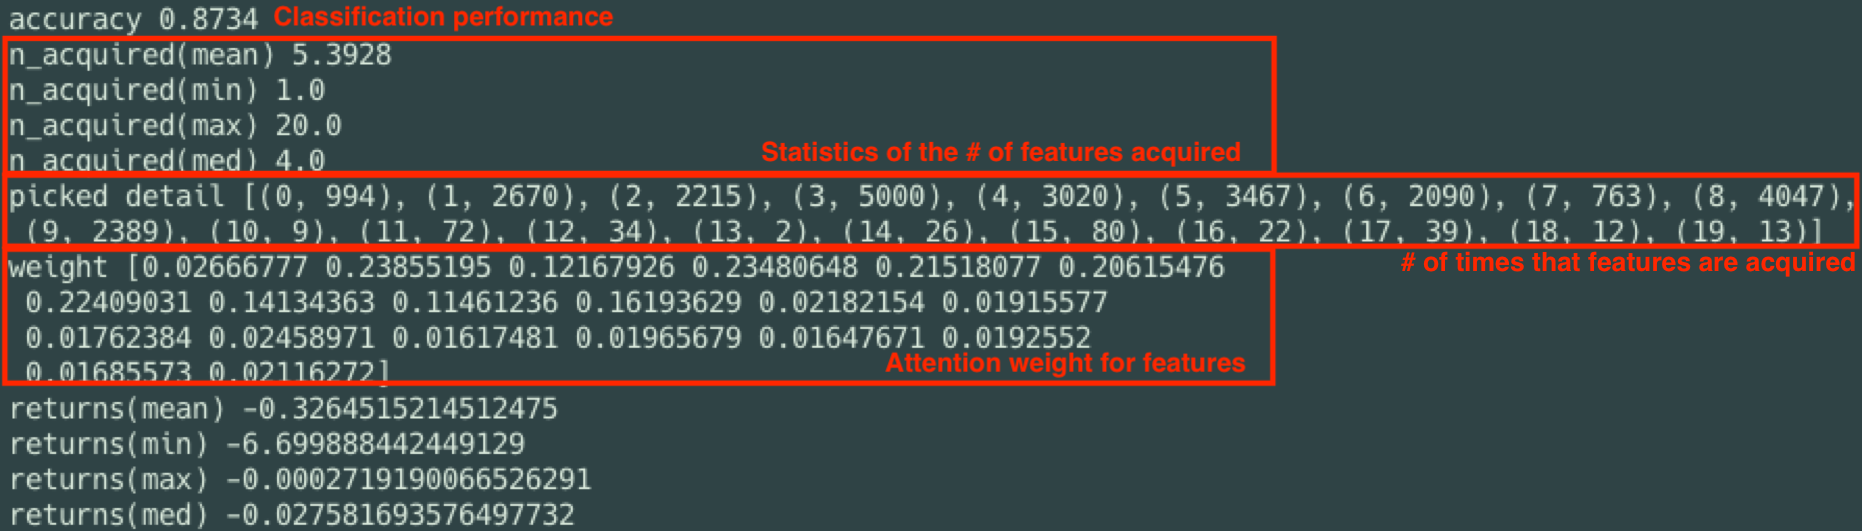 accuracy 0.8734 Classification performance
n_acquired(mean) 5.3928
n_acquired(min) 1.0
n_acquired(max) 20.0
n_acquired(med) 4.0 Statistics of the # of features acquired
picked detail [(0, 994), (1, 2670), (2, 2215), (3, 5000), (4, 3020), (5, 3467), (6, 2090), (7, 763), (8, 4047),
(9, 2389), (10, 9), (11, 72), (12, 34), (13, 2), (14, 26), (15, 80), (16, 22), (17, 39), (18, 12), (19, 13)]
weight [0.02666777 0.23855195 0.12167926 0.23480648 0.21518077 0.20615476
# of times that features are acquired
0.22409031 0.14134363 0.11461236 0.16193629 0.02182154 0.01915577
0.01762384 0.02458971 0.01617481 0.01965679 0.01647671 0.0192552
0.01685573 0.02116272] Attention weight for features
returns(mean) -0.3264515214512475
returns(min) -6.699888442449129
returns(max) -0.0002719190066526291
returns(med) -0.027581693576497732